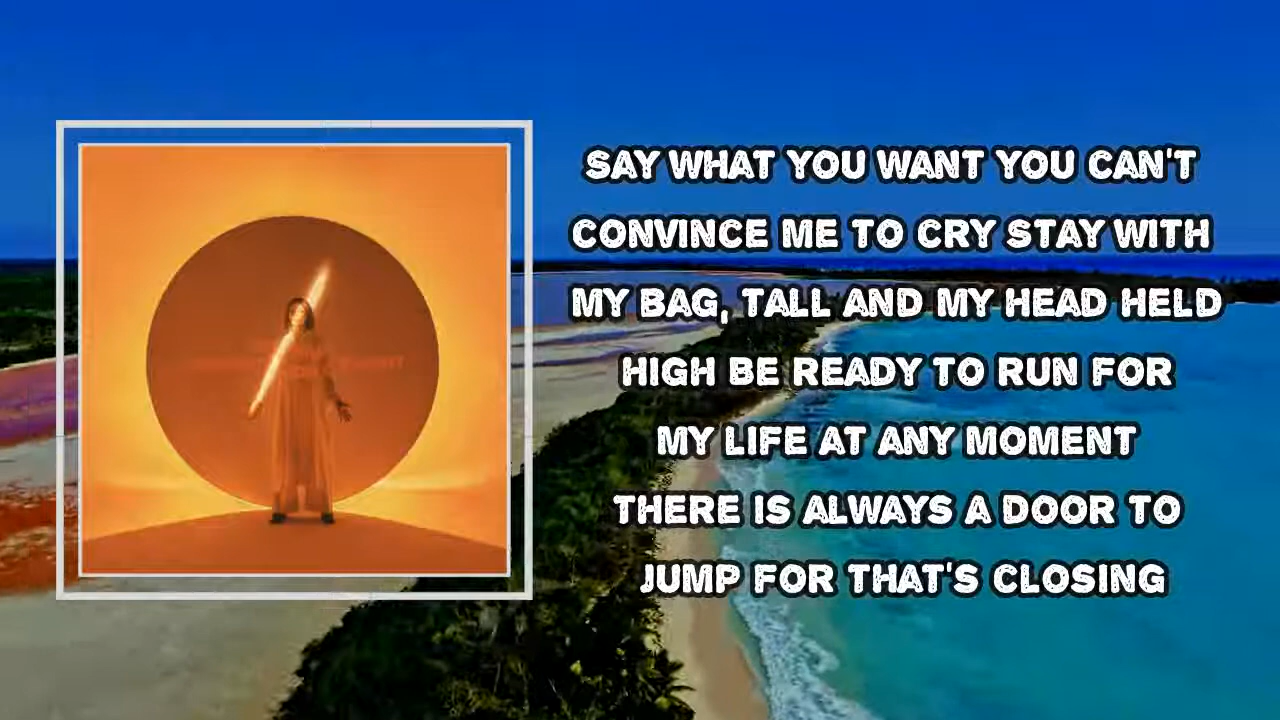 SAY WHAT YOU WANT YOU CAN'T
CONVINCE ME TO CRY STAY WITH
MY BAG, TALL AND MY HEAD HELD
HIGH BE READY TO RUN FOR
MY LIFE AT ANY MOMENT
THERE IS ALWAYS A DOOR TO
JUMP FOR THAT'S CLOSING